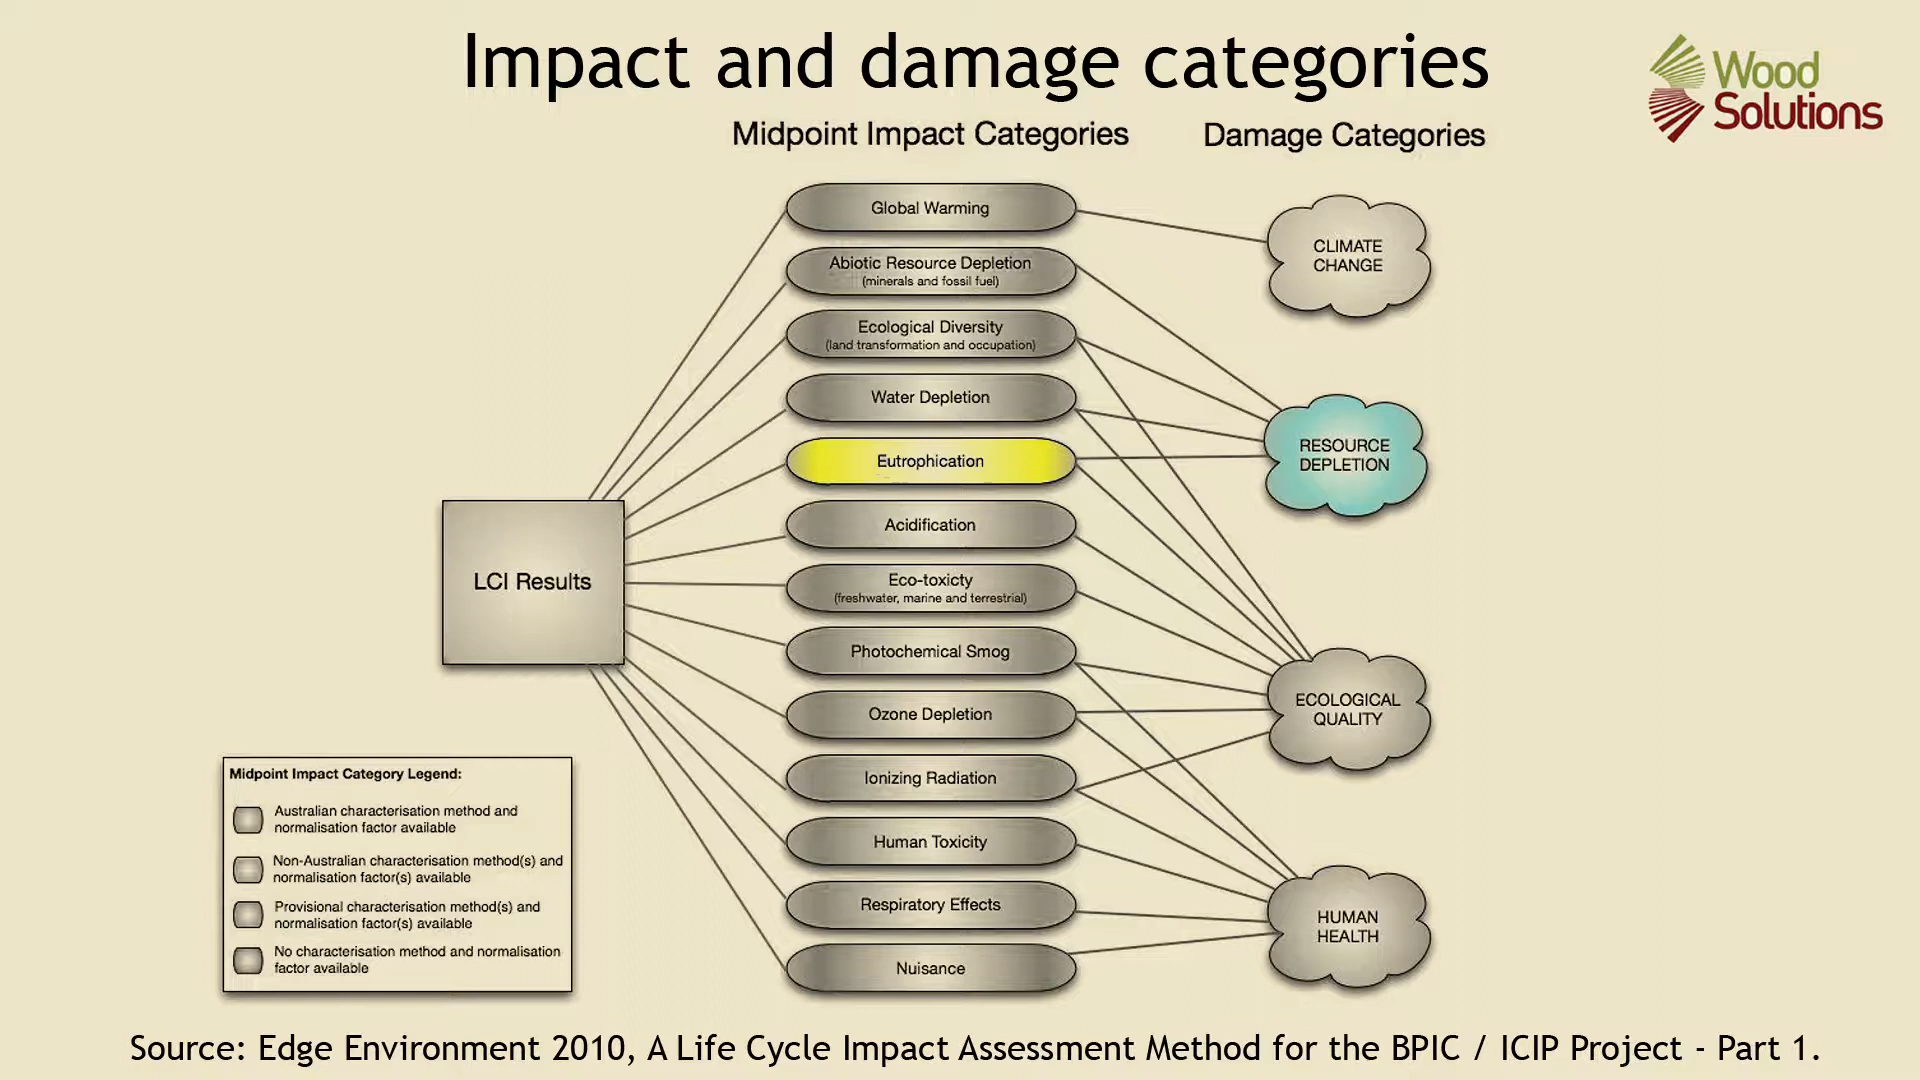 Impact and damage categories
Wood
Solutions
Midpoint Impact Categories
Damage Categories
Global Warming
Abiotic Resource Depletion
(minerals and fossil fuel)
Ecological Diversity
(land transformation and occupation)
Water Depletion
Eutrophication
Acidification
Eco-toxicty
(freshwater, marine and terrestrial)
Photochemical Smog
Ozone Depletion
Ionizing Radiation
Human Toxicity
Respiratory Effects
Nuisance
CLIMATE
CHANGE
RESOURCE
DEPLETION
ECOLOGICAL
QUALITY
HUMAN
HEALTH
LCI Results
Midpoint Impact Category Legend:
Australian characterisation method and
normalisation factor available
Non-Australian characterisation method(s) and
normalisation factor(s) available
Provisional characterisation method(s) and
normalisation factor(s) available
No characterisation method and normalisation
factor available
Source: Edge Environment 2010, A Life Cycle Impact Assessment Method for the BPIC / ICIP Project - Part 1.